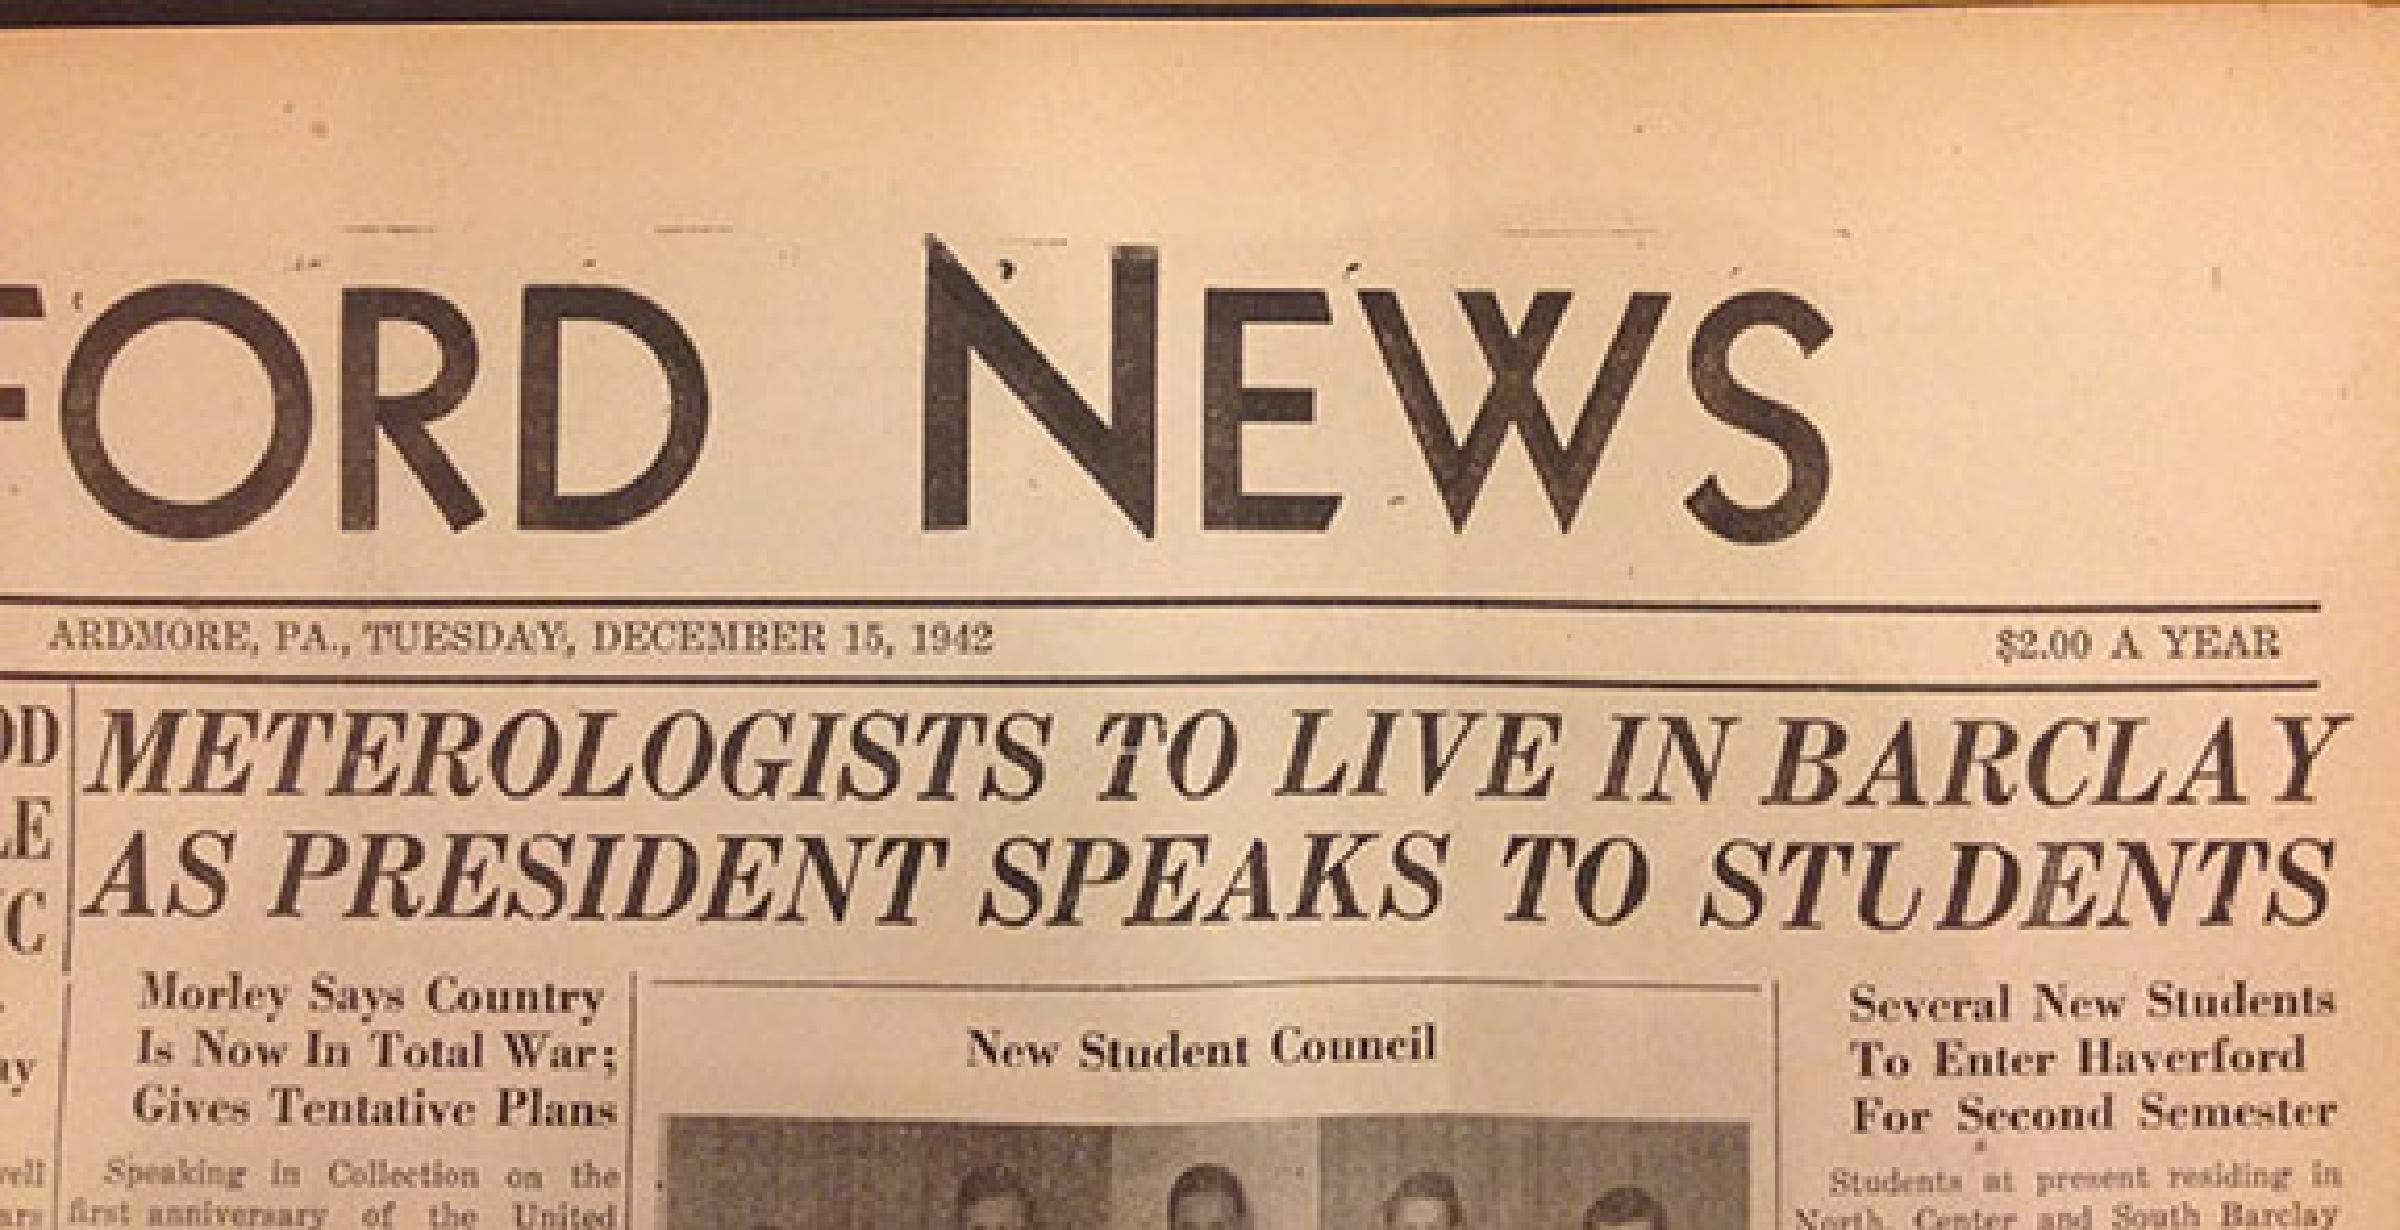 FORD NEWS
ARDMORE, PA., TUESDAY, DECEMBER 15, 1942 $2.00 A YEAR
OD
LE
METEROLOGISTS TO LIVE IN BARCLAY
AS PRESIDENT SPEAKS TO STUDENTS
Morley Says Country
Is Now In Total War;
Gives Tentative Plans
Speaking in Collection on the
first anniversary of the United
New Student Council
Several New Students
To Enter Haverford
For Second Semester
Students at present residing in
North, Center and South Barclay